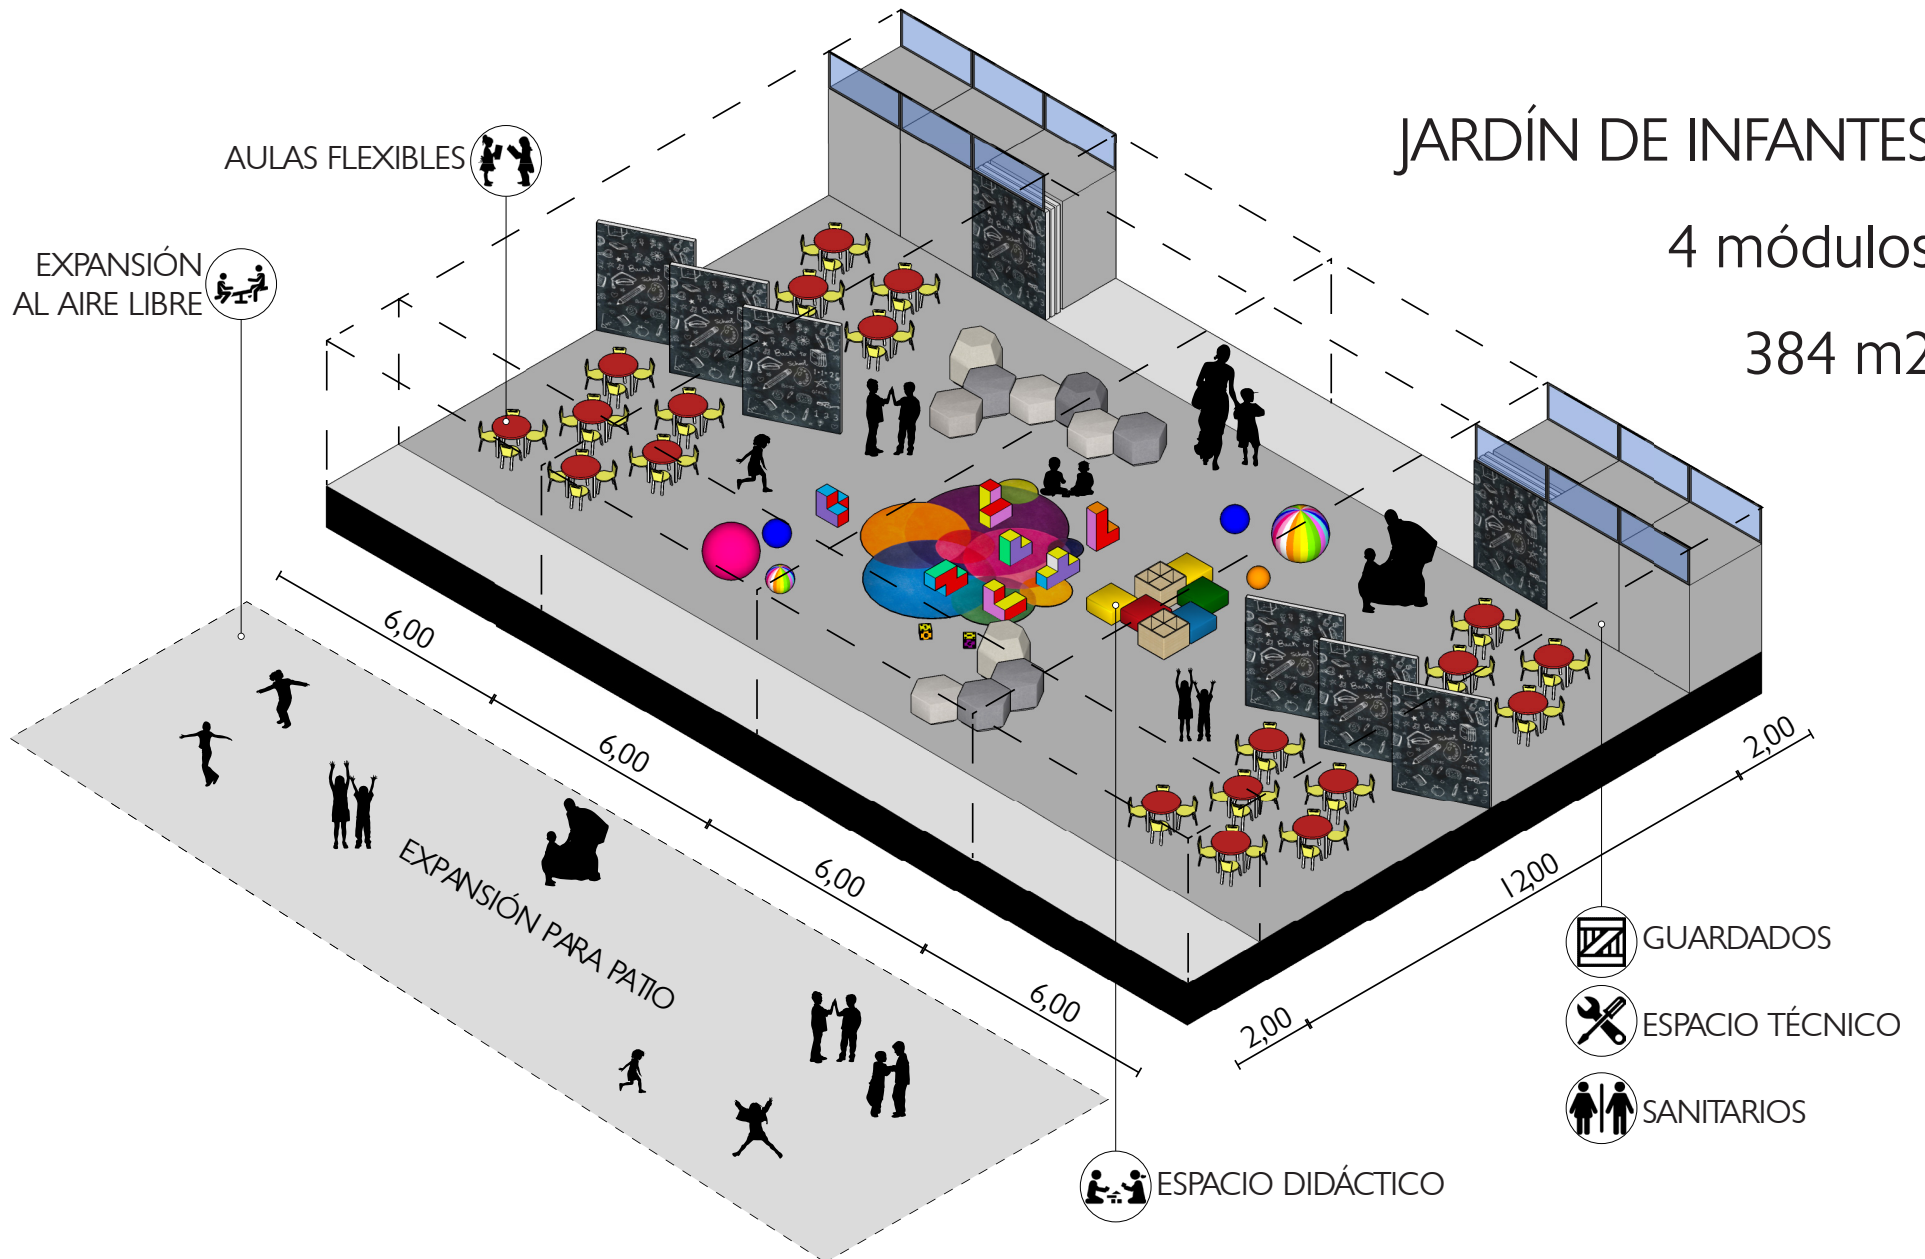 JARDÍN DE INFANTES
4 módulos
384 m2
AULAS FLEXIBLES
EXPANSIÓN
AL AIRE LIBRE
6,00
6,00
6,00
6,00
2,00
12,00
2,00
EXPANSIÓN PARA PATIO
GUARDADOS
ESPACIO TÉCNICO
SANITARIOS
ESPACIO DIDÁCTICO